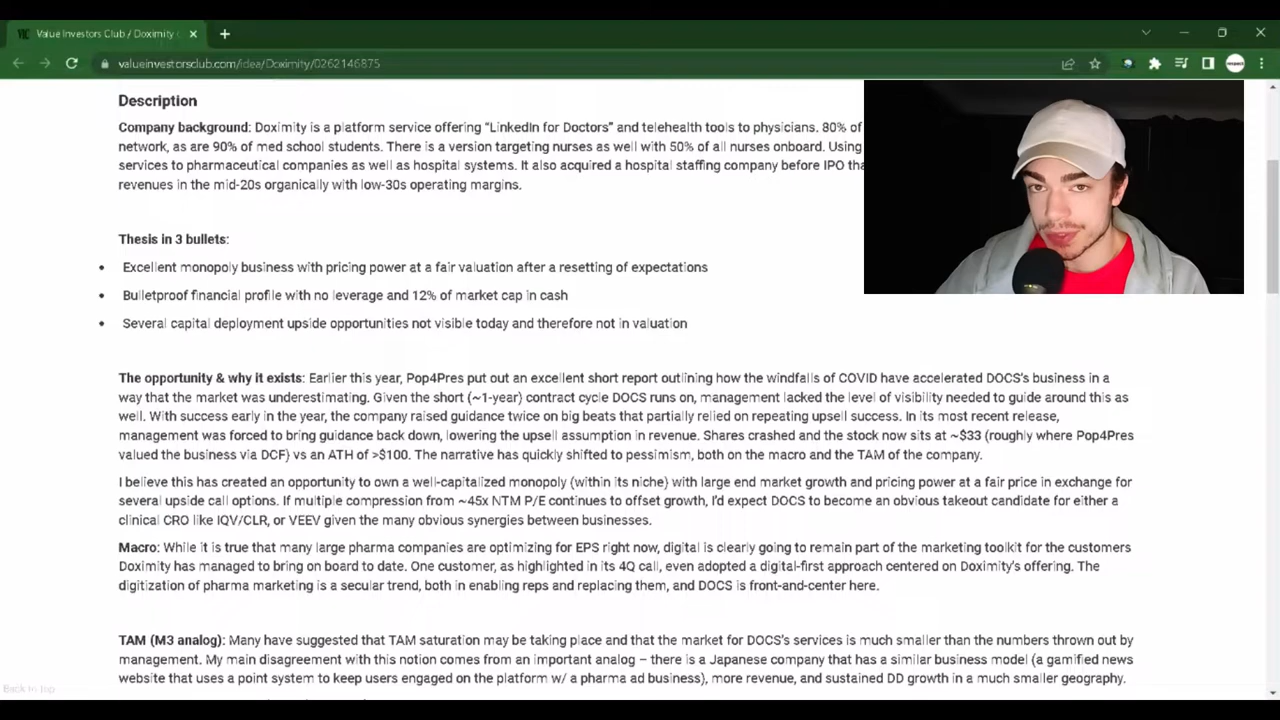 Value Investors Club / Doximity
valueinvestorsclub.com/idea/Doximity/0262146875
Description
Company background: Doximity is a platform service offering “LinkedIn for Doctors” and telehealth tools to physicians. 80% of
network, as are 90% of med school students. There is a version targeting nurses as well with 50% of all nurses onboard. Using
services to pharmaceutical companies as well as hospital systems. It also acquired a hospital staffing company before IPO tha
revenues in the mid-20s organically with low-30s operating margins.
Thesis in 3 bullets:
• Excellent monopoly business with pricing power at a fair valuation after a resetting of expectations
• Bulletproof financial profile with no leverage and 12% of market cap in cash
• Several capital deployment upside opportunities not visible today and therefore not in valuation
The opportunity & why it exists: Earlier this year, Pop4Pres put out an excellent short report outlining how the windfalls of COVID have accelerated DOCS’s business in a
way that the market was underestimating. Given the short (~1-year) contract cycle DOCS runs on, management lacked the level of visibility needed to guide around this as
well. With success early in the year, the company raised guidance twice on big beats that partially relied on repeating upsell success. In its most recent release,
management was forced to bring guidance back down, lowering the upsell assumption in revenue. Shares crashed and the stock now sits at ~$33 (roughly where Pop4Pres
valued the business via DCF) vs an ATH of >$100. The narrative has quickly shifted to pessimism, both on the macro and the TAM of the company.
I believe this has created an opportunity to own a well-capitalized monopoly (within its niche) with large end market growth and pricing power at a fair price in exchange for
several upside call options. If multiple compression from ~45x NTM P/E continues to offset growth, I’d expect DOCS to become an obvious takeout candidate for either a
clinical CRO like IQV/CLR, or VEEV given the many obvious synergies between businesses.
Macro: While it is true that many large pharma companies are optimizing for EPS right now, digital is clearly going to remain part of the marketing toolkit for the customers
Doximity has managed to bring on board to date. One customer, as highlighted in its 4Q call, even adopted a digital-first approach centered on Doximity’s offering. The
digitization of pharma marketing is a secular trend, both in enabling reps and replacing them, and DOCS is front-and-center here.
TAM (M3 analog): Many have suggested that TAM saturation may be taking place and that the market for DOCS’s services is much smaller than the numbers thrown out by
management. My main disagreement with this notion comes from an important analog – there is a Japanese company that has a similar business model (a gamified news
website that uses a point system to keep users engaged on the platform w/ a pharma ad business), more revenue, and sustained DD growth in a much smaller geography.
Back to top